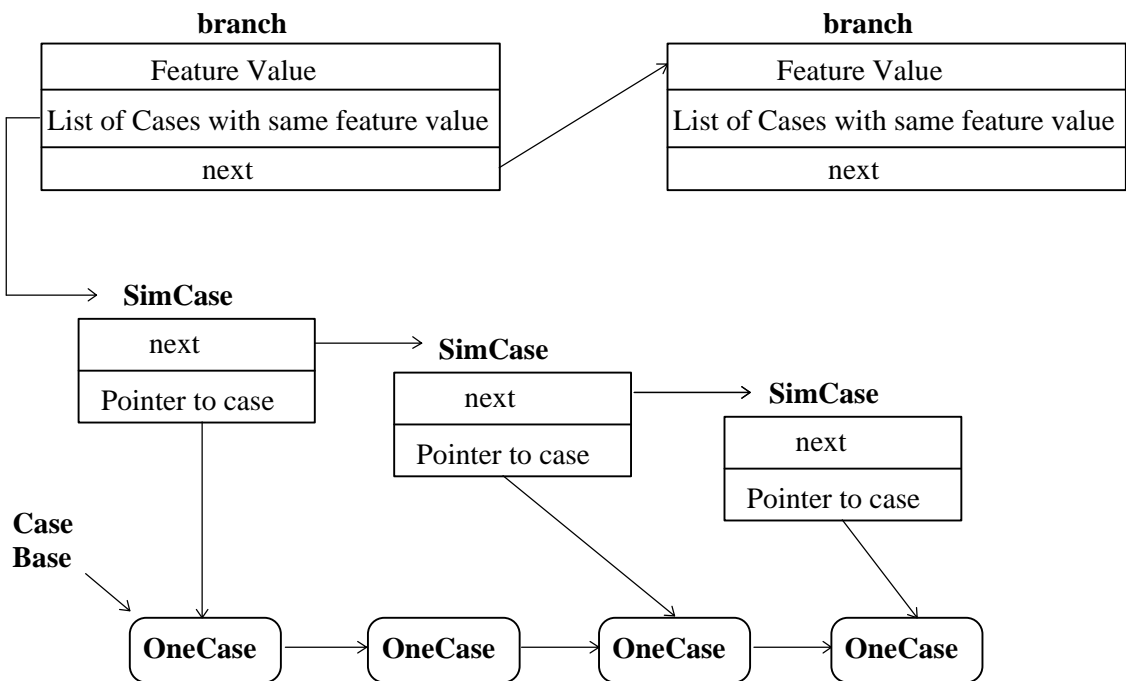 branch
Feature Value
List of Cases with same feature value
next
branch
Feature Value
List of Cases with same feature value
next
SimCase
next
Pointer to case
SimCase
next
Pointer to case
SimCase
next
Pointer to case
Case
Base
OneCase
OneCase
OneCase
OneCase